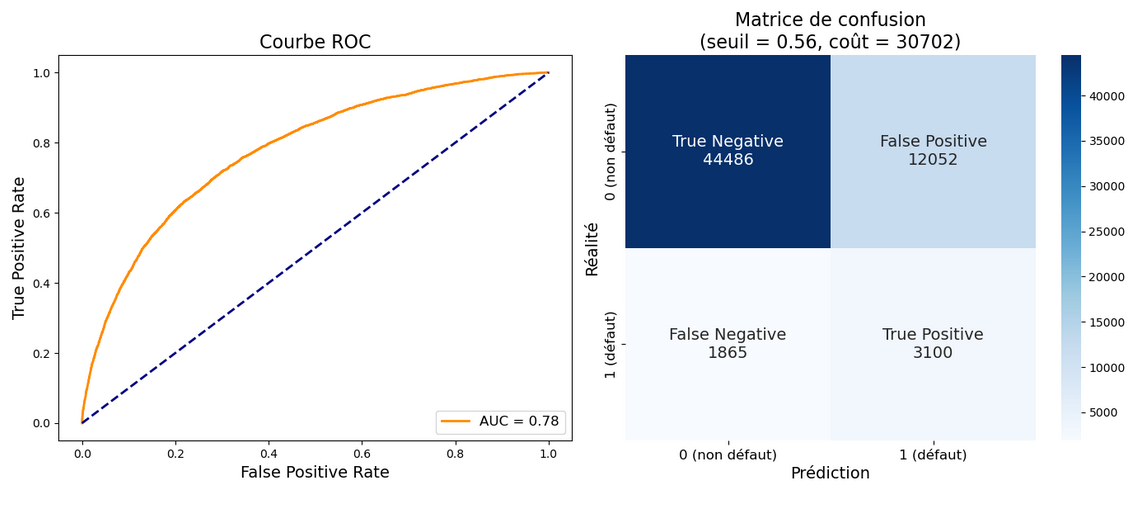 Courbe ROC
True Positive Rate
1.0
0.8
0.6
0.4
0.2
0.0
0.0
0.2
0.4
0.6
0.8
1.0
False Positive Rate
AUC = 0.78
Matrice de confusion
(seuil = 0.56, coût = 30702)
Réalité
0 (non défaut)
1 (défaut)
True Negative
44486
False Positive
12052
False Negative
1865
True Positive
3100
0 (non défaut)
1 (défaut)
Prédiction
40000
35000
30000
25000
20000
15000
10000
5000